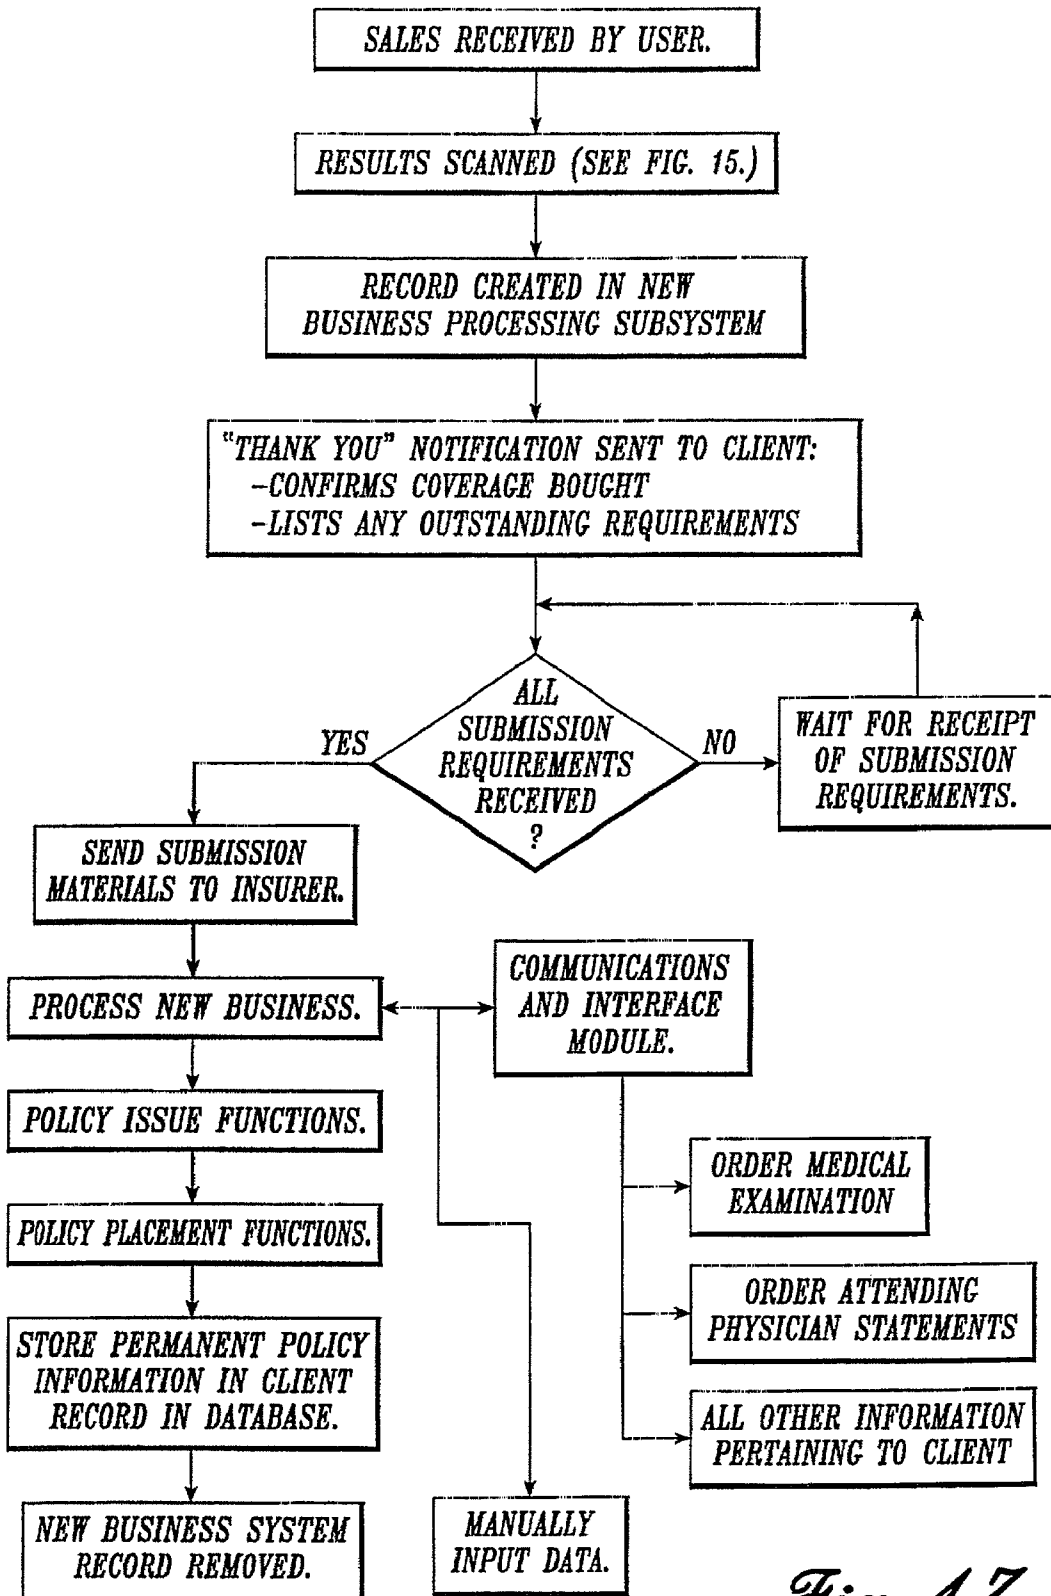 SALES RECEIVED BY USER.
RESULTS SCANNED (SEE FIG. 15.)
RECORD CREATED IN NEW
BUSINESS PROCESSING SUBSYSTEM
"THANK YOU" NOTIFICATION SENT TO CLIENT:
-CONFIRMS COVERAGE BOUGHT
-LISTS ANY OUTSTANDING REQUIREMENTS
ALL
SUBMISSION
REQUIREMENTS
RECEIVED
?
YES
NO
WAIT FOR RECEIPT
OF SUBMISSION
REQUIREMENTS.
SEND SUBMISSION
MATERIALS TO INSURER.
PROCESS NEW BUSINESS.
COMMUNICATIONS
AND INTERFACE
MODULE.
POLICY ISSUE FUNCTIONS.
ORDER MEDICAL
EXAMINATION
POLICY PLACEMENT FUNCTIONS.
ORDER ATTENDING
PHYSICIAN STATEMENTS
STORE PERMANENT POLICY
INFORMATION IN CLIENT
RECORD IN DATABASE.
ALL OTHER INFORMATION
PERTAINING TO CLIENT
NEW BUSINESS SYSTEM
RECORD REMOVED.
MANUALLY
INPUT DATA.